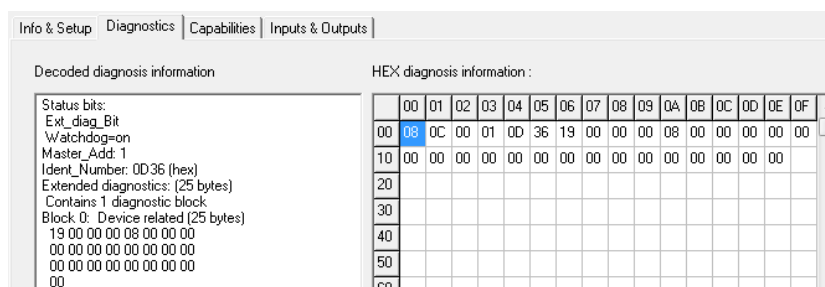 Info & Setup Diagnostics Capabilities Inputs & Outputs
Decoded diagnosis information
Status bits:
Ext_diag_Bit
Watchdog=on
Master_Add: 1
Ident_Number: 0D36 (hex)
Extended diagnostics: (25 bytes)
Contains 1 diagnostic block
Block 0: Device related (25 bytes)
19 00 00 00 08 00 00 00
00 00 00 00 00 00 00 00
00 00 00 00 00 00 00 00
00
HEX diagnosis information :
00 01 02 03 04 05 06 07 08 09 0A 0B 0C 0D 0E 0F
00 08 0C 00 01 0D 36 19 00 00 00 08 00 00 00 00 00
10 00 00 00 00 00 00 00 00 00 00 00 00 00 00 00
20
30
40
50